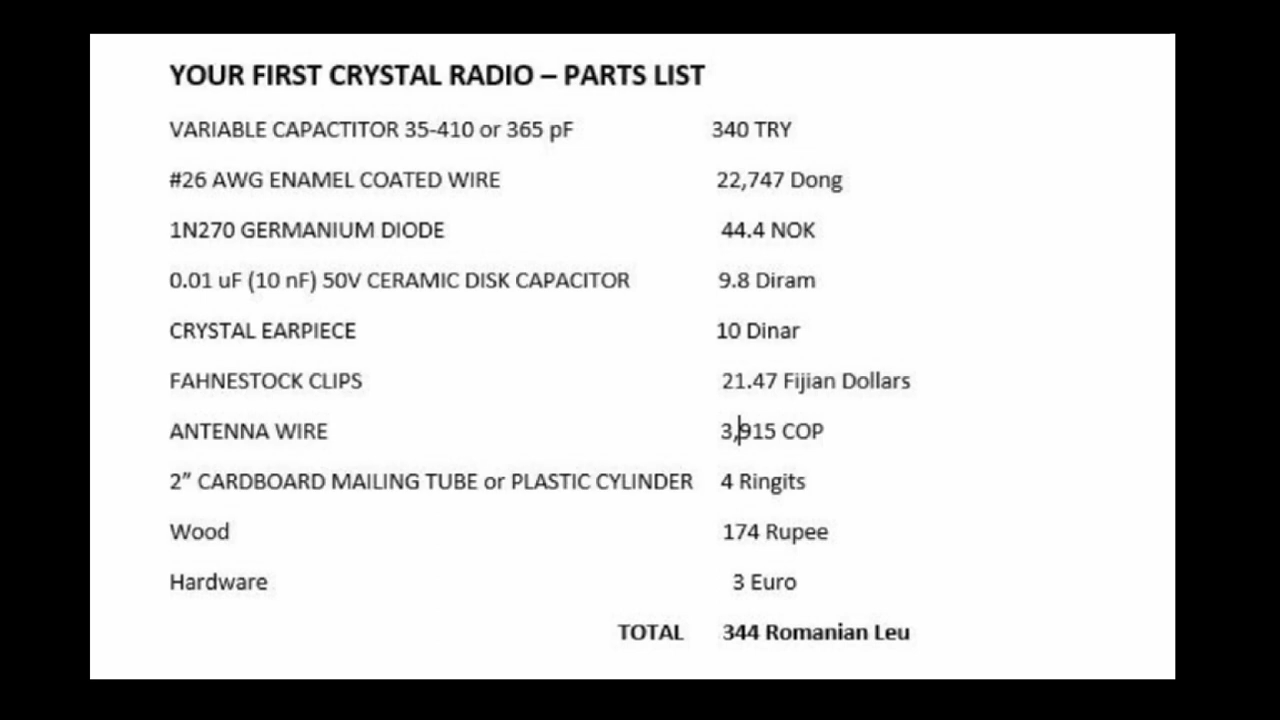 YOUR FIRST CRYSTAL RADIO – PARTS LIST
VARIABLE CAPACTITOR 35-410 or 365 pF 340 TRY
#26 AWG ENAMEL COATED WIRE 22,747 Dong
1N270 GERMANIUM DIODE 44.4 NOK
0.01 uF (10 nF) 50V CERAMIC DISK CAPACITOR 9.8 Diram
CRYSTAL EARPIECE 10 Dinar
FAHNESTOCK CLIPS 21.47 Fijian Dollars
ANTENNA WIRE 3,915 COP
2” CARDBOARD MAILING TUBE or PLASTIC CYLINDER 4 Ringits
Wood 174 Rupee
Hardware 3 Euro
TOTAL 344 Romanian Leu